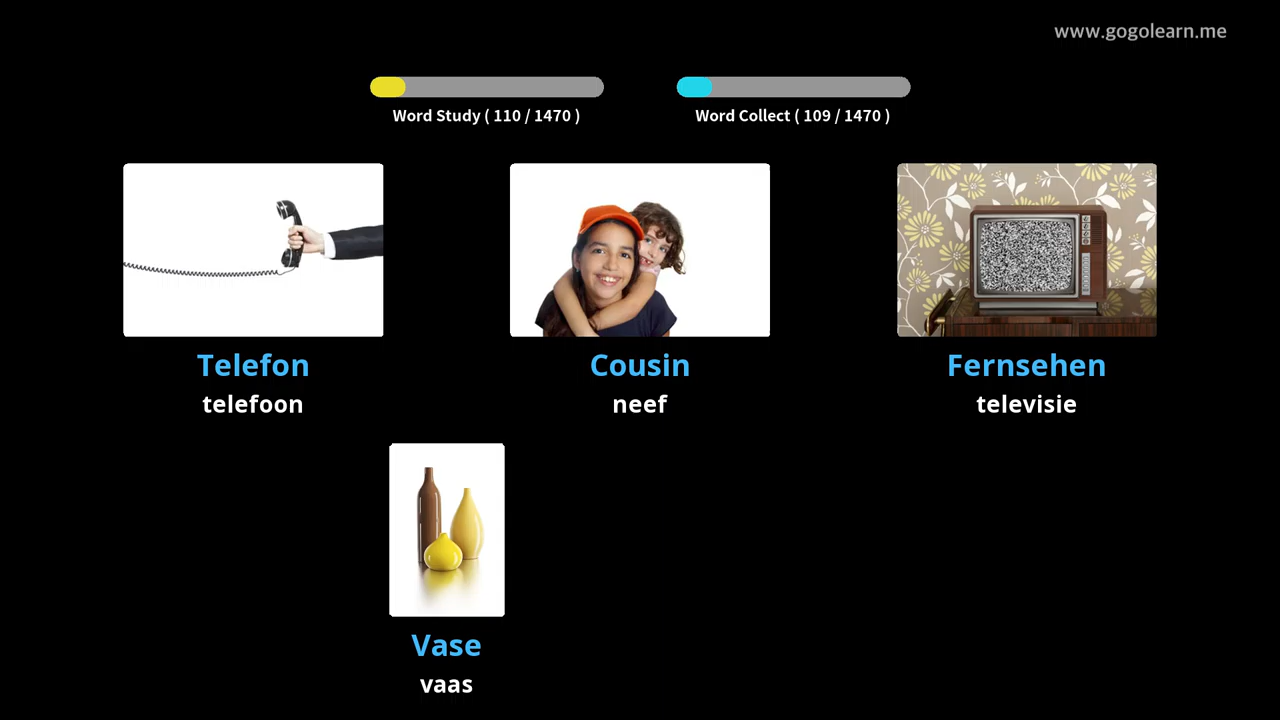 www.gogolearn.me
Word Study ( 110 / 1470 )
Word Collect ( 109 / 1470 )
Telefon
telefoon
Cousin
neef
Fernsehen
televisie
Vase
vaas